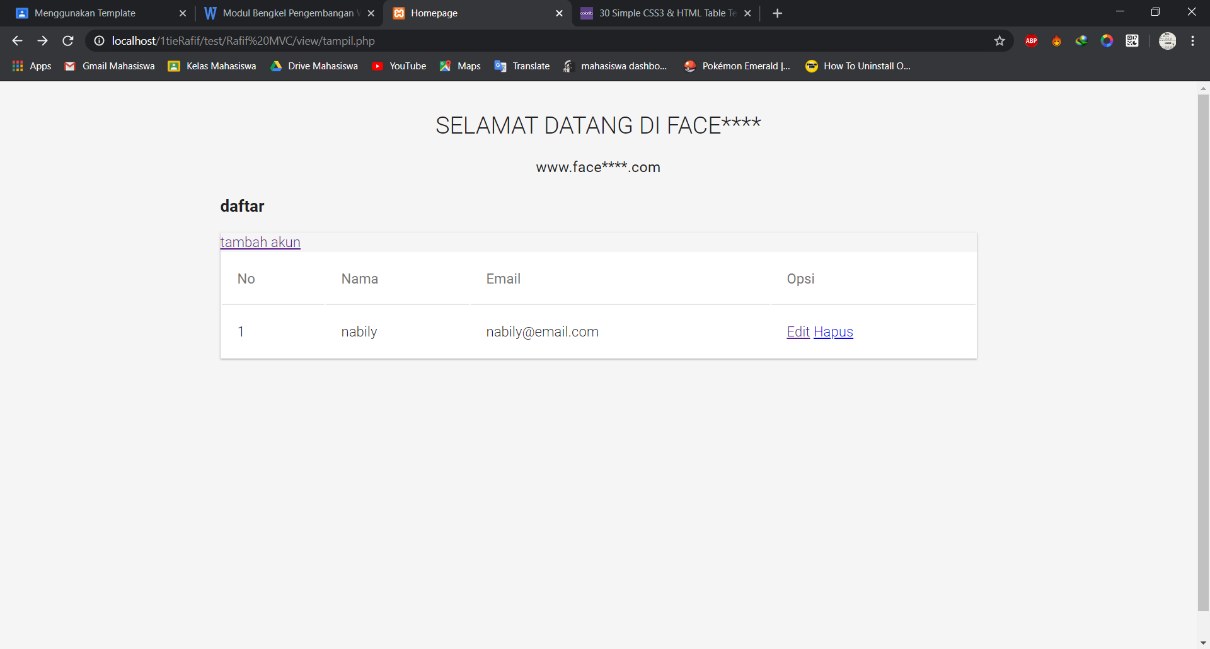 Menggunakan Template
Modul Bengkel Pengembangan
Homepage
30 Simple CSS3 & HTML Table Te
localhost/1tieRafif/test/Rafif%20MVC/view/tampil.php
ABP
Apps Gmail Mahasiswa Kelas Mahasiswa Drive Mahasiswa YouTube Maps Translate mahasiswa dashbo... Pokémon Emerald |... How To Uninstall O...
SELAMAT DATANG DI FACE****
www.face****.com
daftar
tambah akun
No Nama Email Opsi
1 nabily nabily@email.com Edit Hapus